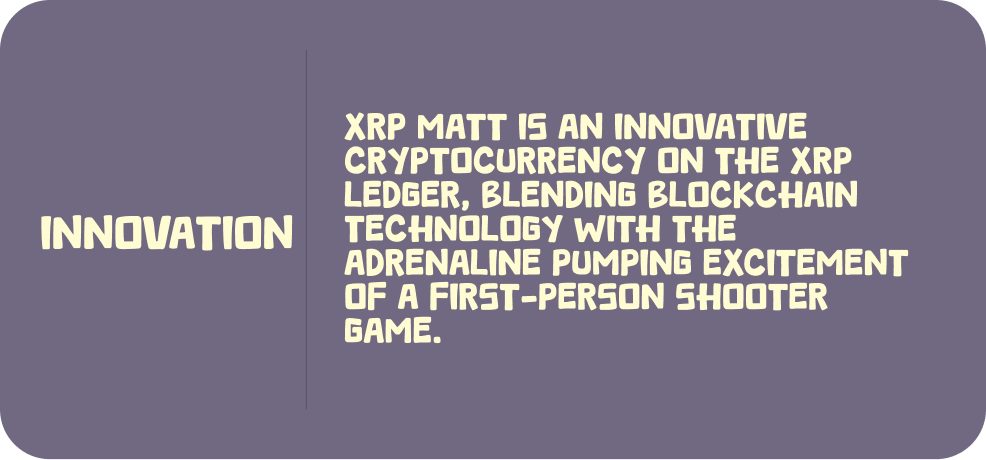 INNOVATION
XRP MATT IS AN INNOVATIVE
CRYPTOCURRENCY ON THE XRP
LEDGER, BLENDING BLOCKCHAIN
TECHNOLOGY WITH THE
ADRENALINE PUMPING EXCITEMENT
OF A FIRST-PERSON SHOOTER
GAME.